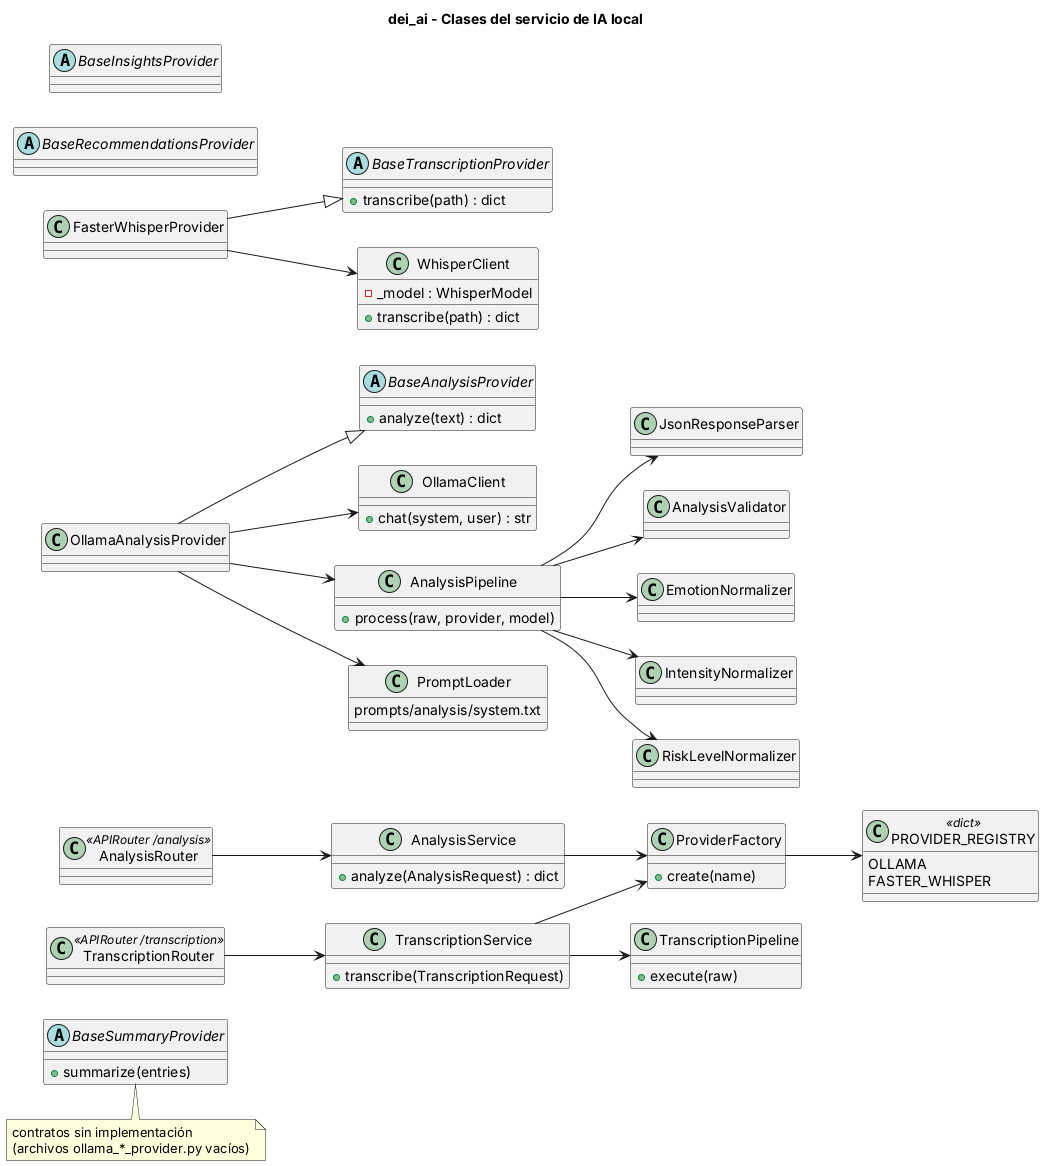 dei_ai - Clases del servicio de IA local
A BaseInsightsProvider
A BaseRecommendationsProvider
A BaseTranscriptionProvider
transcribe(path) : dict
C FasterWhisperProvider
C WhisperClient
_model : WhisperModel
transcribe(path) : dict
A BaseAnalysisProvider
analyze(text) : dict
C JsonResponseParser
C OllamaClient
chat(system, user) : str
C AnalysisValidator
C OllamaAnalysisProvider
C AnalysisPipeline
process(raw, provider, model)
C EmotionNormalizer
C IntensityNormalizer
C PromptLoader
prompts/analysis/system.txt
C RiskLevelNormalizer
C «APIRouter /analysis»
AnalysisRouter
C AnalysisService
analyze(AnalysisRequest) : dict
C ProviderFactory
create(name)
C «dict»
PROVIDER_REGISTRY
OLLAMA
FASTER_WHISPER
C «APIRouter /transcription»
TranscriptionRouter
C TranscriptionService
transcribe(TranscriptionRequest)
C TranscriptionPipeline
execute(raw)
A BaseSummaryProvider
summarize(entries)
contratos sin implementación
(archivos ollama_*_provider.py vacíos)